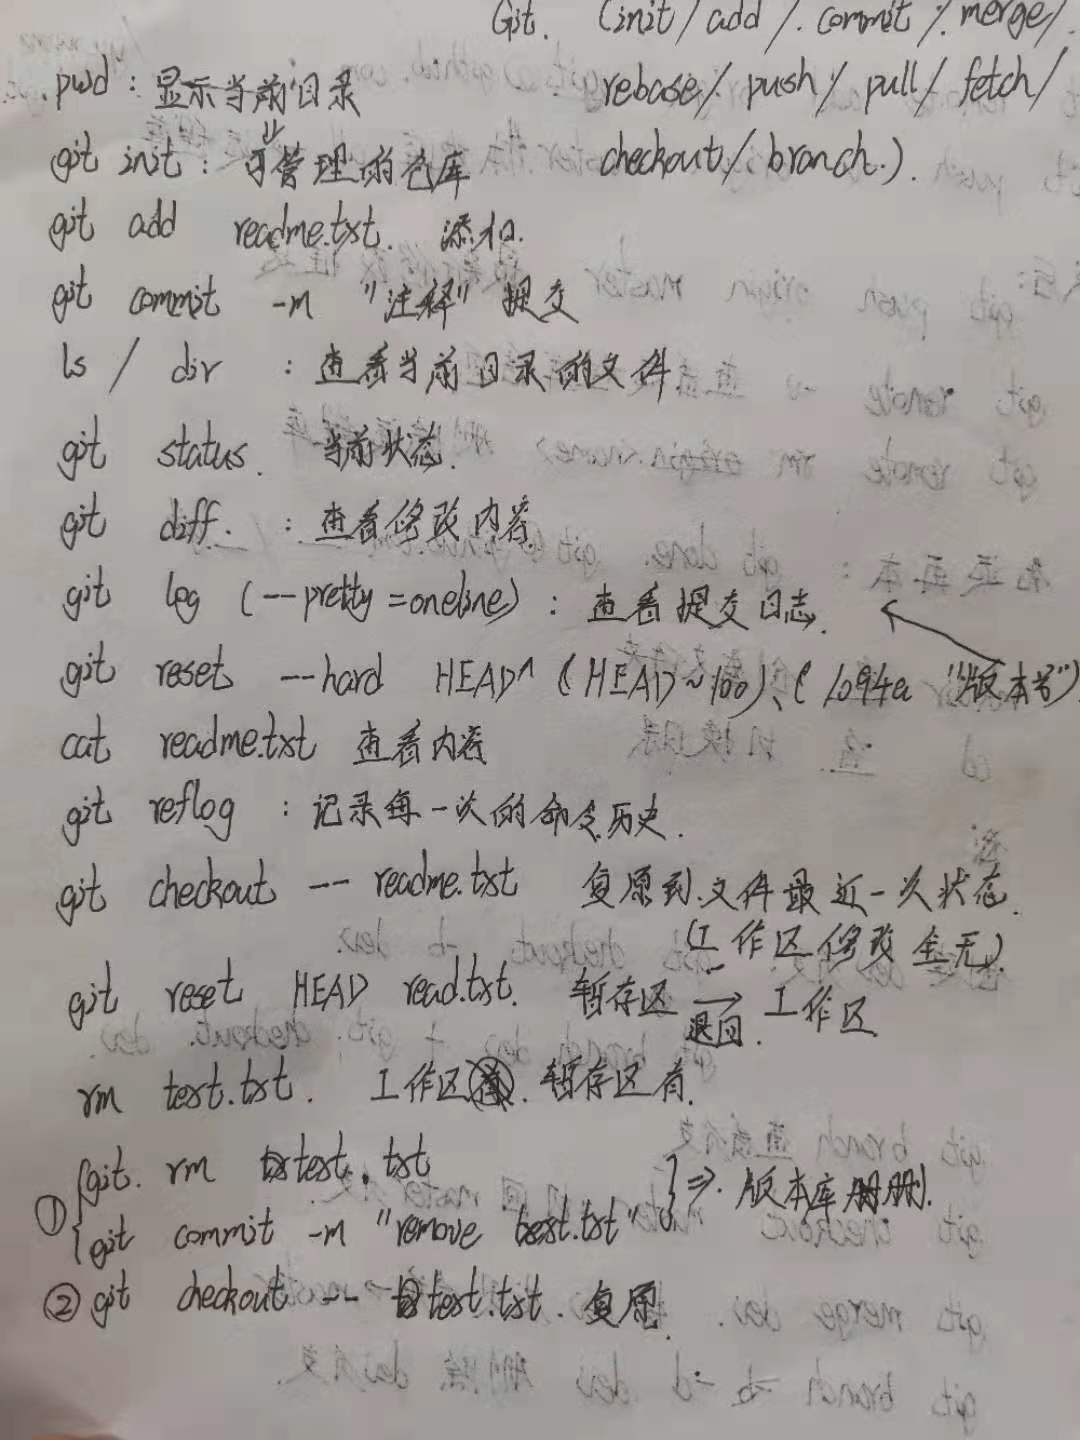 Git. (init/ add/. commit/. merge/.
pwd：显示当前目录 rebase/. push/. pull/ fetch/
git init：可管理的仓库 checkout/ branch.).
git add readme.txt. 添加.
git commit -m "注释" 提交
ls / dir ：查看当前目录的文件.
git status. 当前状态.
git diff. ：查看修改内容
git log (--pretty=oneline)：查看提交日志.
git reset --hard HEAD^ (HEAD~100)、( 1094a "版本号")
cat readme.txt 查看内容
git reflog ：记录每一次的命令历史.
git checkout -- readme.txt 复原到文件最近一次状态.
(工作区修改全无).
git reset HEAD read.txt. 暂存区 → 工作区
退回.
rm test.txt. 工作区 . 暂存区有.
① git. rm test.txt
git commit -m "remove test.txt" ⇒. 版本库删.
② git checkout -- test.txt. 复原.